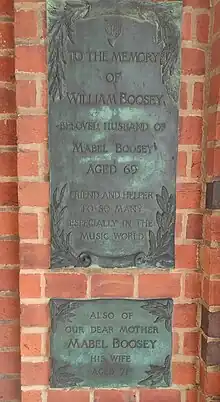 TO THE MEMORY
OF
WILLIAM BOOSEY
BELOVED HUSBAND OF
MABEL BOOSEY
AGED 69
FRIEND AND HELPER
TO SO MANY
ESPECIALLY IN THE
MUSIC WORLD
ALSO OF
OUR DEAR MOTHER
MABEL BOOSEY
HIS WIFE
AGED